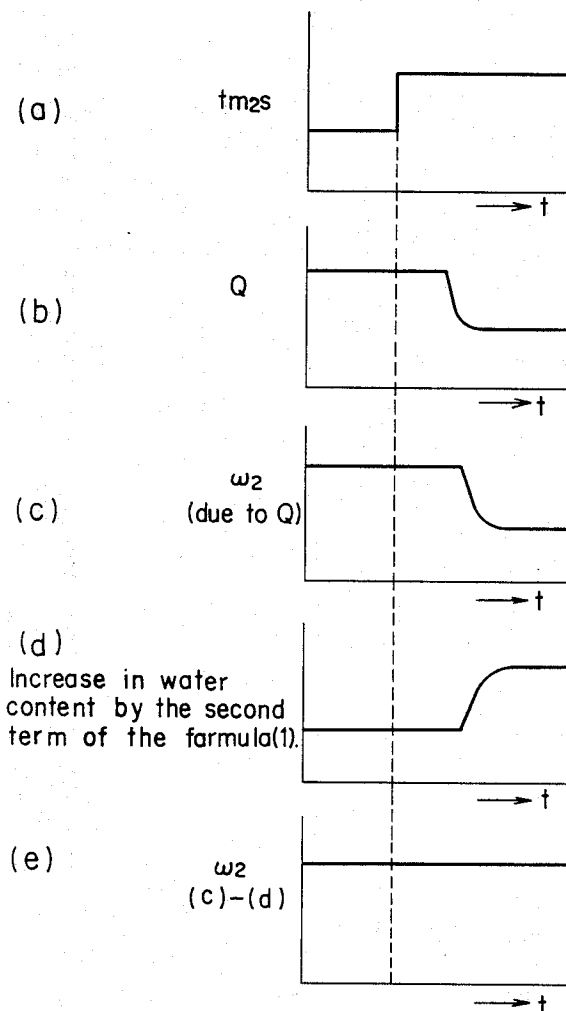 (a)
tm₂s
t
(b)
Q
t
(c)
ω₂
(due to Q)
t
(d)
Increase in water
content by the second
term of the farmula(1).
t
(e)
ω₂
(c)-(d)
t